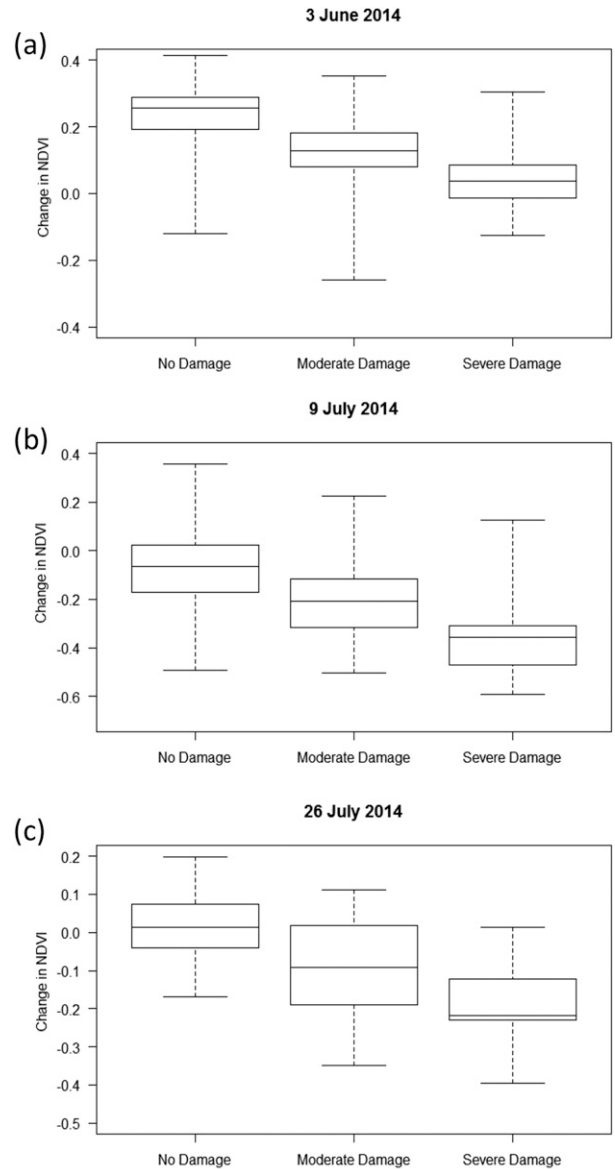 3 June 2014
(a)
Change in NDVI
0.4
0.2
0.0
-0.2
-0.4
No Damage Moderate Damage Severe Damage
9 July 2014
(b)
Change in NDVI
0.4
0.2
0.0
-0.2
-0.4
-0.6
No Damage Moderate Damage Severe Damage
26 July 2014
(c)
Change in NDVI
0.2
0.1
0.0
-0.1
-0.2
-0.3
-0.4
-0.5
No Damage Moderate Damage Severe Damage